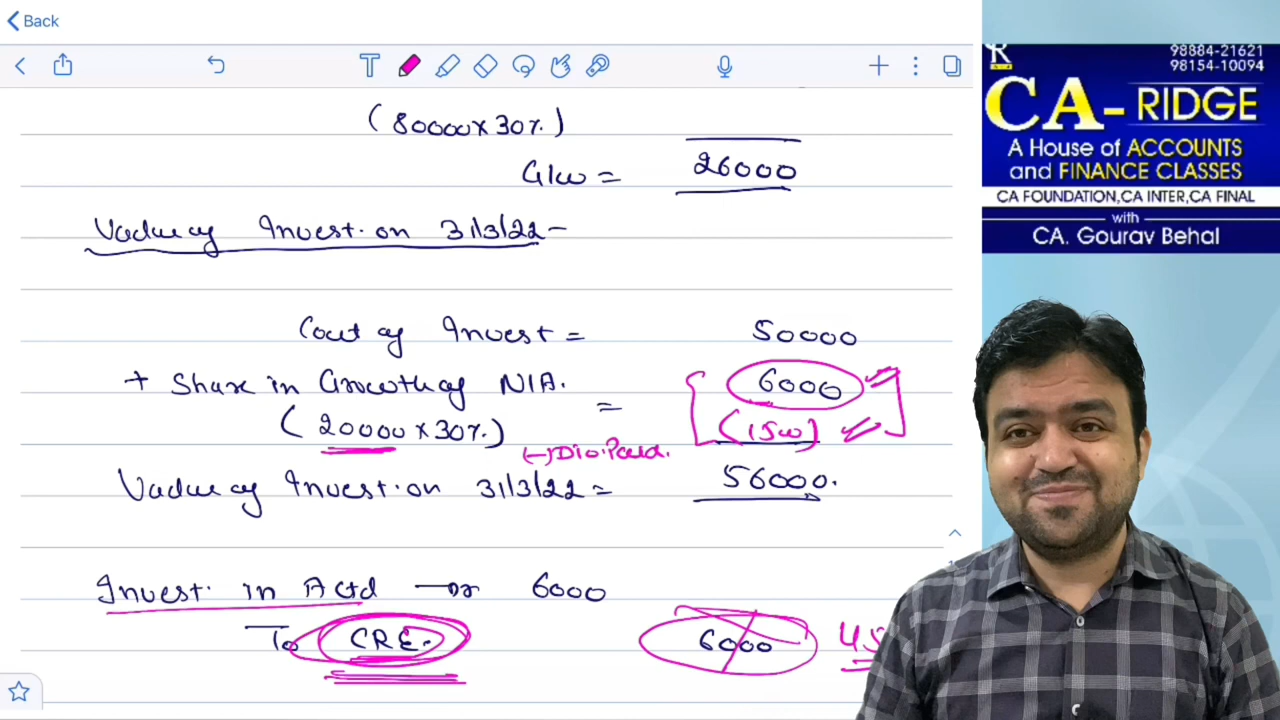 Back
98884-21621
98154-10094
R
CA- RIDGE
A House of ACCOUNTS
and FINANCE CLASSES
CA FOUNDATION,CA INTER,CA FINAL
with
CA. Gourav Behal
(80000 x 30%.)
G/w = 26000
Value of Invest. on 31/3/22 -
Cost of Invest = 50000
+ Share in Growth of N/A. = 6000
(20000 x 30%.) (1500)
(-) Div. Paid.
Value of Invest. on 31/3/22 = 56000.
Invest. in A Ltd — Dr 6000
To CRE. 6000 45